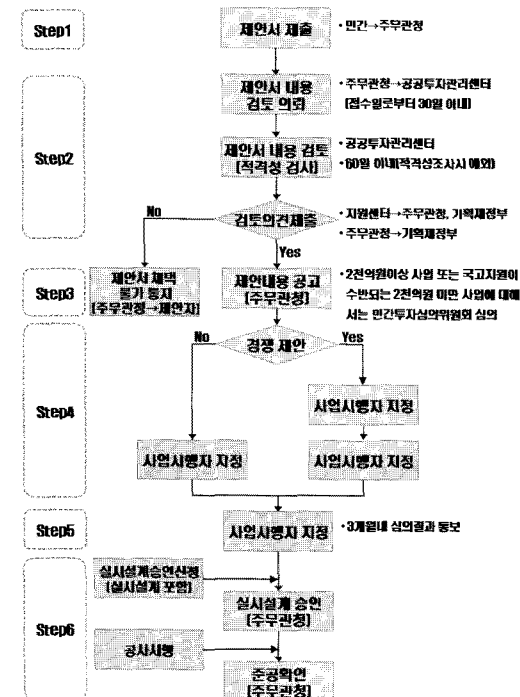 Step1
제안서 제출
• 민간→주무관청
Step2
제안서 내용
검토 의뢰
• 주무관청→공공투자관리센터
(접수일로부터 30일 이내)
제안서 내용 검토
(적격성 검사)
• 공공투자관리센터
• 60일 이내(적격성조사시 예외)
검토의견제출
• 지원센터→주무관청, 기획재정부
• 주무관청→기획재정부
No
Yes
Step3
제안서 채택
불가 통지
(주무관청→제안자)
제안내용 공고
(주무관청)
• 2천억원이상 사업 또는 국고지원이
수반되는 2천억원 미만 사업에 대해
서는 민간투자심의위원회 심의
Step4
No
경쟁 제안
Yes
사업시행자 지정
사업시행자 지정
사업시행자 지정
Step5
사업시행자 지정
• 3개월내 심의결과 통보
Step6
실시설계승인신청
(실시설계 포함)
실시설계 승인
(주무관청)
공사시행
준공확인
(주무관청)